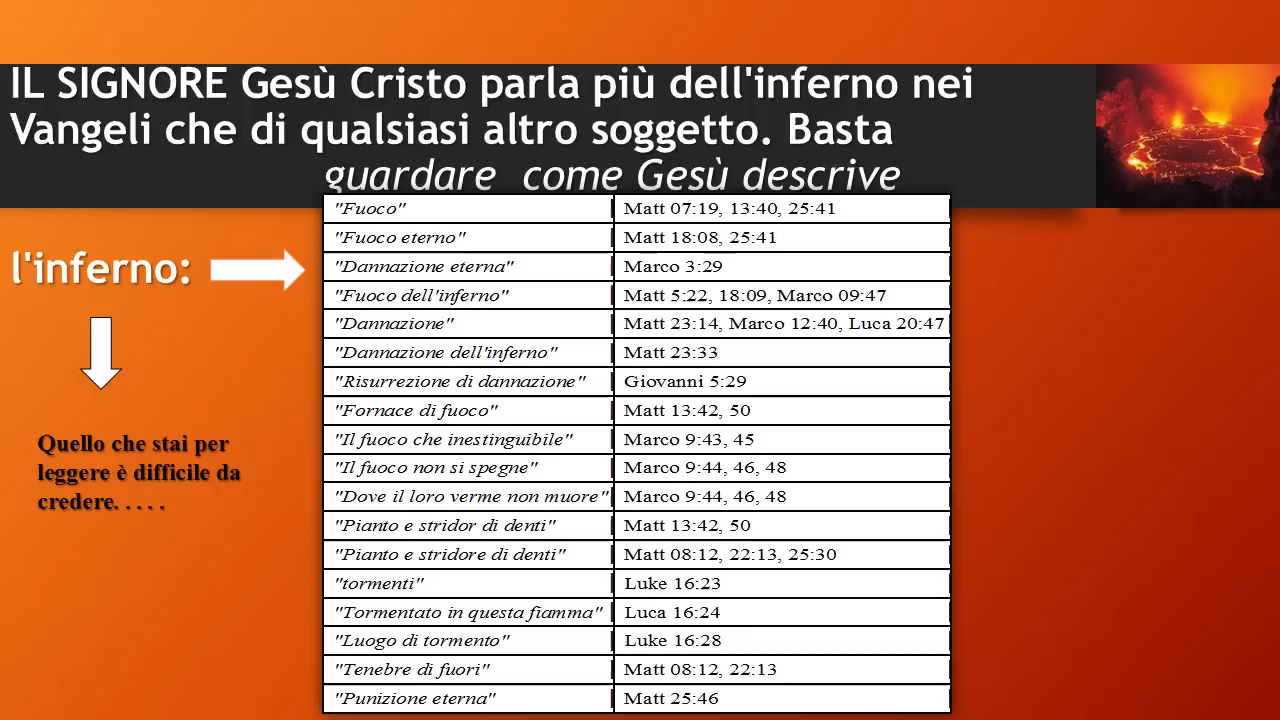 IL SIGNORE Gesù Cristo parla più dell'inferno nei
Vangeli che di qualsiasi altro soggetto. Basta
guardare come Gesù descrive
l'inferno:
Quello che stai per
leggere è difficile da
credere. . . . .
"Fuoco" Matt 07:19, 13:40, 25:41
"Fuoco eterno" Matt 18:08, 25:41
"Dannazione eterna" Marco 3:29
"Fuoco dell'inferno" Matt 5:22, 18:09, Marco 09:47
"Dannazione" Matt 23:14, Marco 12:40, Luca 20:47
"Dannazione dell'inferno" Matt 23:33
"Risurrezione di dannazione" Giovanni 5:29
"Fornace di fuoco" Matt 13:42, 50
"Il fuoco che inestinguibile" Marco 9:43, 45
"Il fuoco non si spegne" Marco 9:44, 46, 48
"Dove il loro verme non muore" Marco 9:44, 46, 48
"Pianto e stridor di denti" Matt 13:42, 50
"Pianto e stridore di denti" Matt 08:12, 22:13, 25:30
"tormenti" Luke 16:23
"Tormentato in questa fiamma" Luca 16:24
"Luogo di tormento" Luke 16:28
"Tenebre di fuori" Matt 08:12, 22:13
"Punizione eterna" Matt 25:46